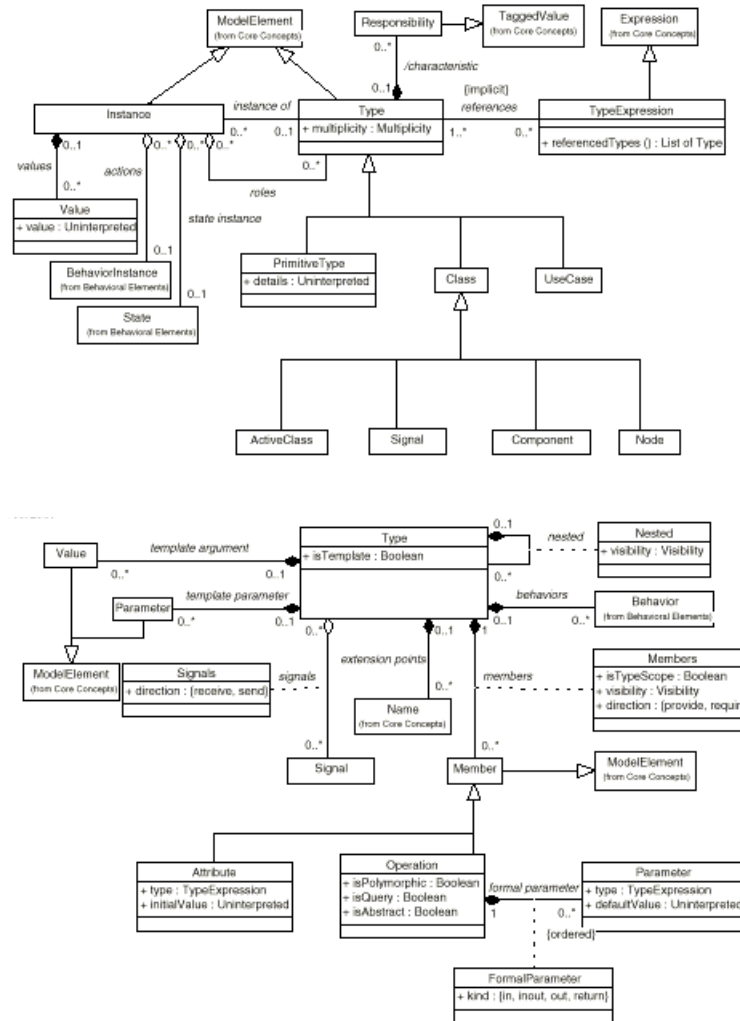 ModelElement
(from Core Concepts)
Responsibility
TaggedValue
(from Core Concepts)
Expression
(from Core Concepts)
0..*
/characteristic
0..1
{implicit}
Instance
instance of
0..*
0..1
Type
+ multiplicity : Multiplicity
references
1..*
0..*
TypeExpression
+ referencedTypes () : List of Type
0..1
values
0..*
0..*
0..*
0..*
actions
0..*
roles
state instance
Value
+ value : Uninterpreted
0..1
BehaviorInstance
(from Behavioral Elements)
0..1
State
(from Behavioral Elements)
PrimitiveType
+ details : Uninterpreted
Class
UseCase
ActiveClass
Signal
Component
Node
Value
template argument
0..*
0..1
Type
+ isTemplate : Boolean
0..1
nested
0..*
Nested
+ visibility : Visibility
Parameter
template parameter
0..*
0..1
behaviors
0..1
0..*
Behavior
(from Behavioral Elements)
0..*
0..1
1
ModelElement
(from Core Concepts)
Signals
+ direction : {receive, send}
signals
extension points
members
Members
+ isTypeScope : Boolean
+ visibility : Visibility
+ direction : {provide, requir
0..*
Name
(from Core Concepts)
0..*
0..*
Signal
Member
ModelElement
(from Core Concepts)
Attribute
+ type : TypeExpression
+ initialValue : Uninterpreted
Operation
+ isPolymorphic : Boolean
+ isQuery : Boolean
+ isAbstract : Boolean
formal parameter
1
0..*
{ordered}
Parameter
+ type : TypeExpression
+ defaultValue : Uninterpreted
FormalParameter
+ kind : {in, inout, out, return}